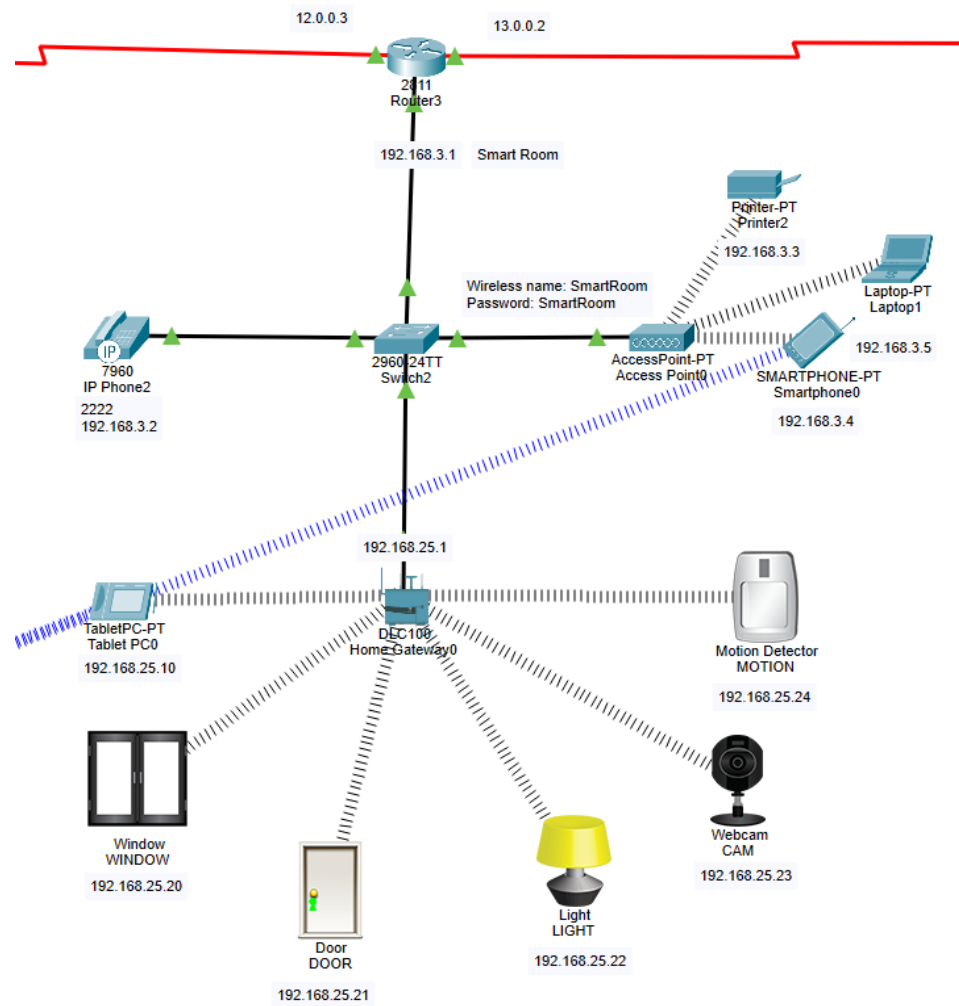 12.0.0.3
13.0.0.2
2811
Router3
192.168.3.1
Smart Room
Printer-PT
Printer2
192.168.3.3
Wireless name: SmartRoom
Password: SmartRoom
Laptop-PT
Laptop1
192.168.3.5
IP
7960
IP Phone2
2222
192.168.3.2
2960-24TT
Switch2
AccessPoint-PT
Access Point0
SMARTPHONE-PT
Smartphone0
192.168.3.4
192.168.25.1
TabletPC-PT
Tablet PC0
192.168.25.10
DLC100
Home Gateway0
Motion Detector
MOTION
192.168.25.24
Window
WINDOW
192.168.25.20
Door
DOOR
192.168.25.21
Light
LIGHT
192.168.25.22
Webcam
CAM
192.168.25.23